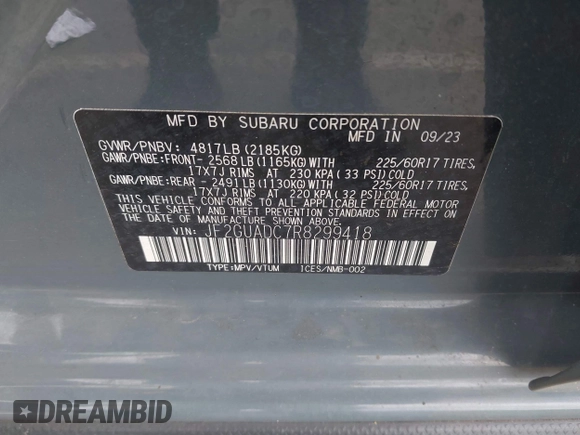 MFD BY SUBARU CORPORATION
MFD IN 09/23
GVWR/PNBV: 4817LB(2185KG)
GAWR/PNBE:FRONT-2568LB(1165KG)WITH 225/60R17 TIRES,
17X7J RIMS AT 230 KPA (33 PSI)COLD
GAWR/PNBE:REAR -2491LB(1130KG)WITH 225/60R17 TIRES,
17X7J RIMS AT 220 KPA (32 PSI)COLD
THIS VEHICLE CONFORMS TO ALL APPLICABLE FEDERAL MOTOR
VEHICLE SAFETY AND THEFT PREVENTION STANDARDS IN EFFECT
ON THE DATE OF MANUFACTURE SHOWN ABOVE.
VIN: JF2GUADC7R8299418
TYPE:MPV/VTUM ICES/NMB-002
DREAMBID